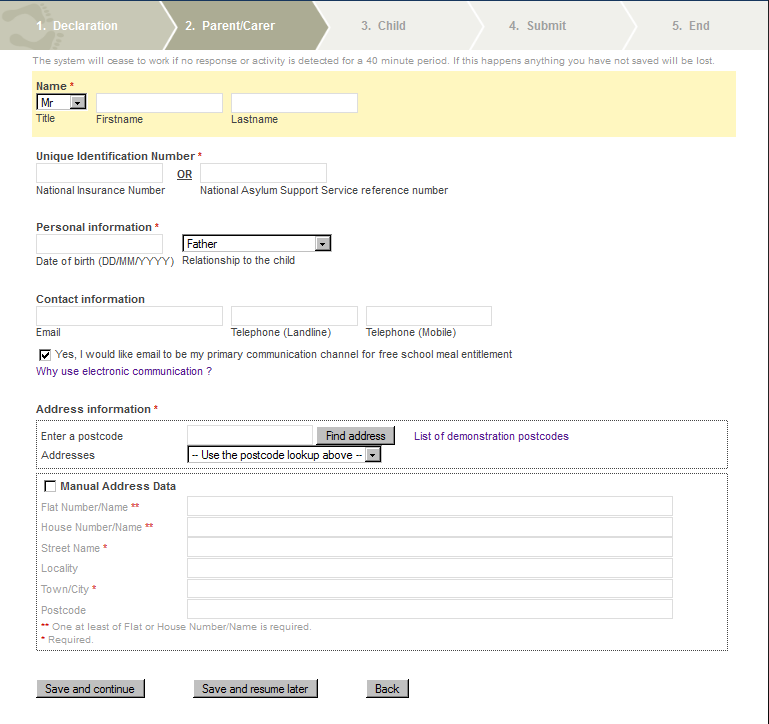 1. Declaration 2. Parent/Carer 3. Child 4. Submit 5. End
The system will cease to work if no response or activity is detected for a 40 minute period. If this happens anything you have not saved will be lost.
Name *
Mr
Title Firstname Lastname
Unique Identification Number *
OR
National Insurance Number National Asylum Support Service reference number
Personal information *
Father
Date of birth (DD/MM/YYYY) Relationship to the child
Contact information
Email Telephone (Landline) Telephone (Mobile)
Yes, I would like email to be my primary communication channel for free school meal entitlement
Why use electronic communication ?
Address information *
Enter a postcode Find address List of demonstration postcodes
Addresses -- Use the postcode lookup above --
Manual Address Data
Flat Number/Name **
House Number/Name **
Street Name *
Locality
Town/City *
Postcode
** One at least of Flat or House Number/Name is required.
* Required.
Save and continue Save and resume later Back